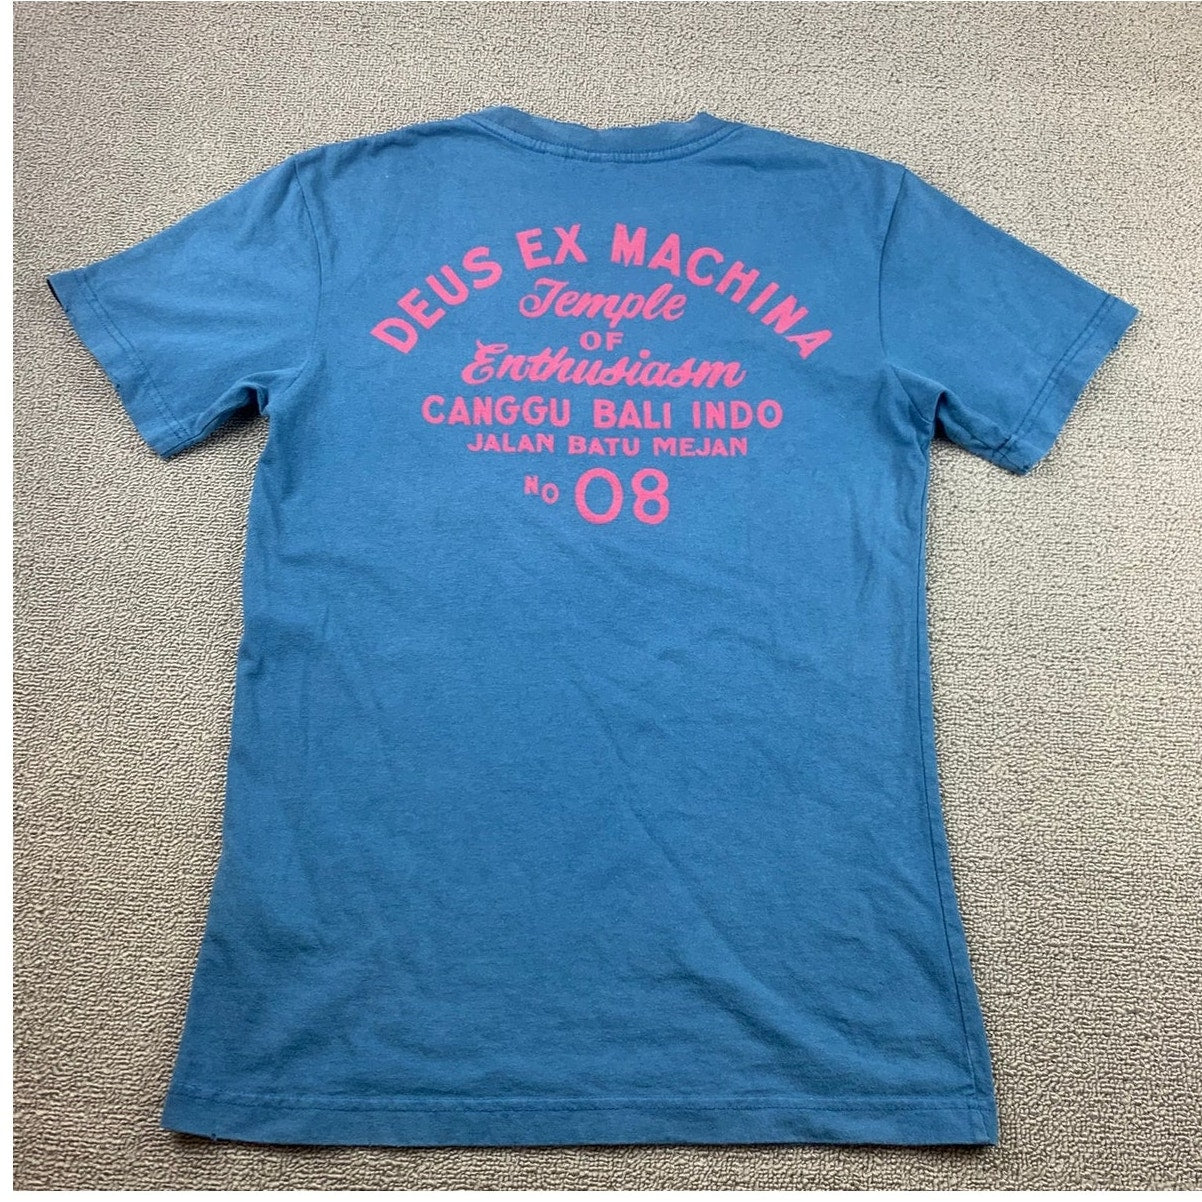 DEUS EX MACHINA
Temple
OF
Enthusiasm
CANGGU BALI INDO
JALAN BATU MEJAN
NO 08